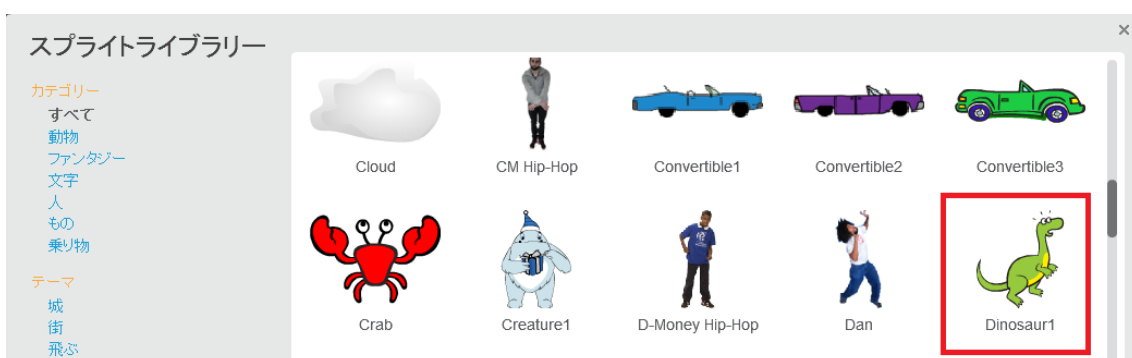 スプライトライブラリー
×
カテゴリー
すべて
動物
ファンタジー
文字
人
もの
乗り物
テーマ
城
街
飛ぶ
Cloud
CM Hip-Hop
Convertible1
Convertible2
Convertible3
Crab
Creature1
D-Money Hip-Hop
Dan
Dinosaur1